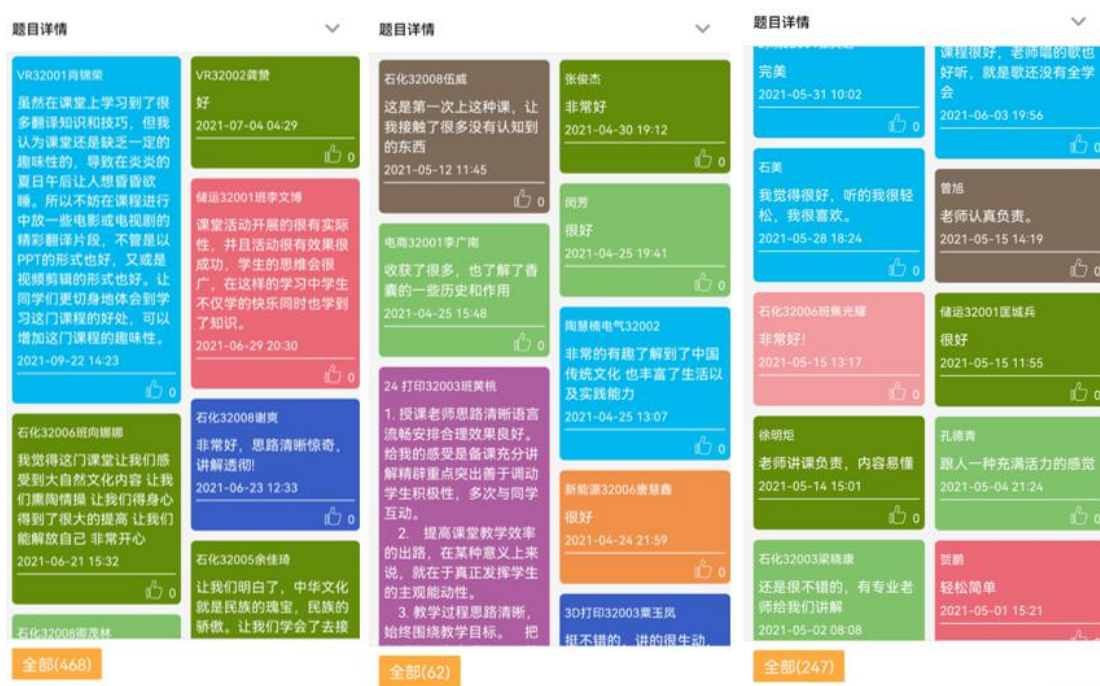 题目详情
VR32001肖锦荣
虽然在课堂上学习到了很
多翻译知识和技巧，但我
认为课堂还是缺乏一定的
趣味性的，导致在炎炎的
夏日午后让人想昏昏欲
睡。所以不妨在课程进行
中放一些电影或电视剧的
精彩翻译片段，不管是以
PPT的形式也好，又或是
视频剪辑的形式也好。让
同学们更切身地体会到学
习这门课程的好处，可以
增加这门课程的趣味性。
2021-09-22 14:23
0
石化32006班向娜娜
我觉得这门课堂让我们感
受到大自然文化内容 让我
们熏陶情操 让我们得身心
得到了很大的提高 让我们
能解放自己 非常开心
2021-06-21 15:32
0
VR32002龚赞
好
2021-07-04 04:29
0
储运32001班李文博
课堂活动开展的很有实际
性，并且活动很有效果很
成功，学生的思维会很
广，在这样的学习中学生
不仅学的快乐同时也学到
了知识。
2021-06-29 20:30
0
石化32008谢爽
非常好，思路清晰惊奇，
讲解透彻!
2021-06-23 12:33
0
石化32005余佳琦
让我们明白了，中华文化
就是民族的瑰宝，民族的
骄傲。让我们学会了去接
全部(468)
题目详情
石化32008伍威
这是第一次上这种课，让
我接触了很多没有认知到
的东西
2021-05-12 11:45
0
电商32001李广南
收获了很多，也了解了香
囊的一些历史和作用
2021-04-25 15:48
0
24 打印32003班黄桃
1. 授课老师思路清晰语言
流畅安排合理效果良好。
给我的感受是备课充分讲
解精辟重点突出善于调动
学生积极性，多次与同学
互动。
2. 提高课堂教学效率
的出路，在某种意义上来
说，就在于真正发挥学生
的主观能动性。
3. 教学过程思路清晰，
始终围绕教学目标。 把
张俊杰
非常好
2021-04-30 19:12
0
闵芳
很好
2021-04-25 19:41
0
陶慧楠电气32002
非常的有趣了解到了中国
传统文化 也丰富了生活以
及实践能力
2021-04-25 13:07
0
新能源32006唐慧鑫
很好
2021-04-24 21:59
0
3D打印32003粟玉凤
挺不错的，讲的很生动，
全部(62)
题目详情
完美
2021-05-31 10:02
0
石美
我觉得很好，听的我很轻
松，我很喜欢。
2021-05-28 18:24
0
石化32006班焦光耀
非常好!
2021-05-15 13:17
0
徐明炬
老师讲课负责，内容易懂
2021-05-14 15:01
0
石化32003梁晓康
还是很不错的，有专业老
师给我们讲解
2021-05-02 08:08
课程很好，老师唱的歌也
好听，就是歌还没有全学
会
2021-06-03 19:56
0
曾旭
老师认真负责。
2021-05-15 14:19
0
储运32001匡城兵
很好
2021-05-15 11:55
0
孔德青
跟人一种充满活力的感觉
2021-05-04 21:24
0
贺鹏
轻松简单
2021-05-01 15:21
全部(247)